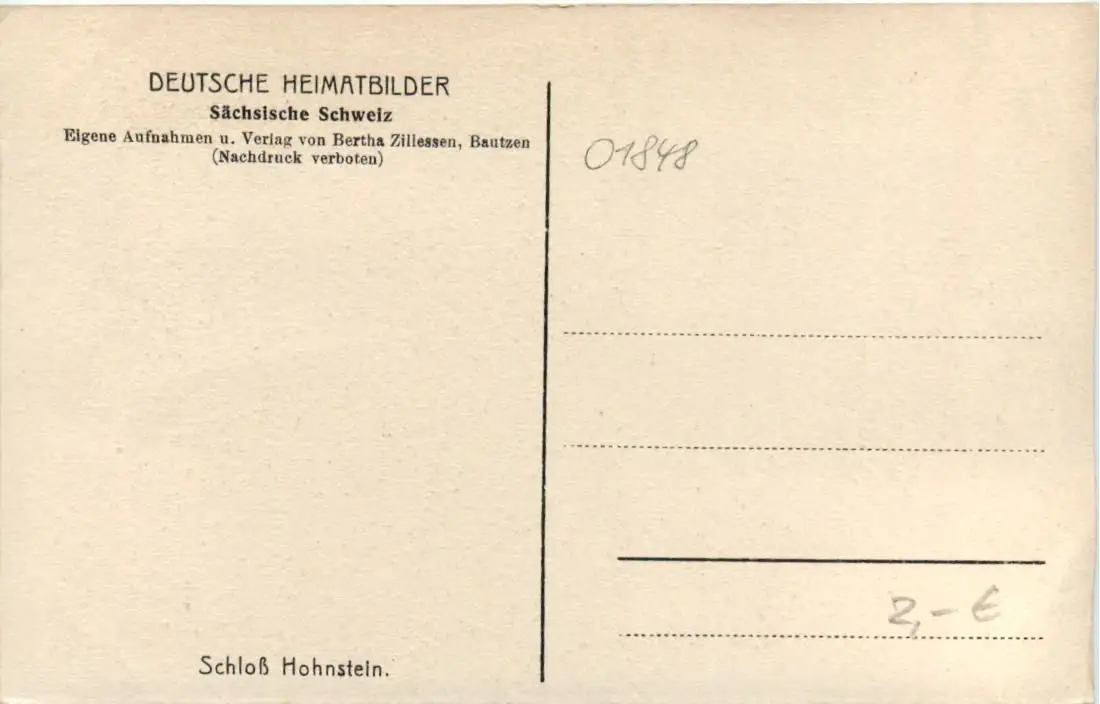 DEUTSCHE HEIMATBILDER
Sächsische Schweiz
Eigene Aufnahmen u. Verlag von Bertha Zillessen, Bautzen
(Nachdruck verboten)
01848
2,- €
Schloß Hohnstein.